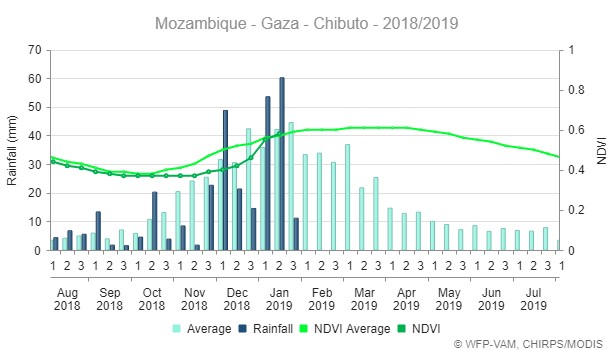 Mozambique - Gaza - Chibuto - 2018/2019
70 1
60
50 0.8
40 0.6
30 0.4
20
10 0.2
0 0
Rainfall (mm)
NDVI
1 2 3 1 2 3 1 2 3 1 2 3 1 2 3 1 2 3 1 2 3 1 2 3 1 2 3 1 2 3 1 2 3 1 2 3 1
Aug Sep Oct Nov Dec Jan Feb Mar Apr May Jun Jul
2018 2018 2018 2018 2018 2019 2019 2019 2019 2019 2019 2019
Average Rainfall NDVI Average NDVI
© WFP-VAM, CHIRPS/MODIS